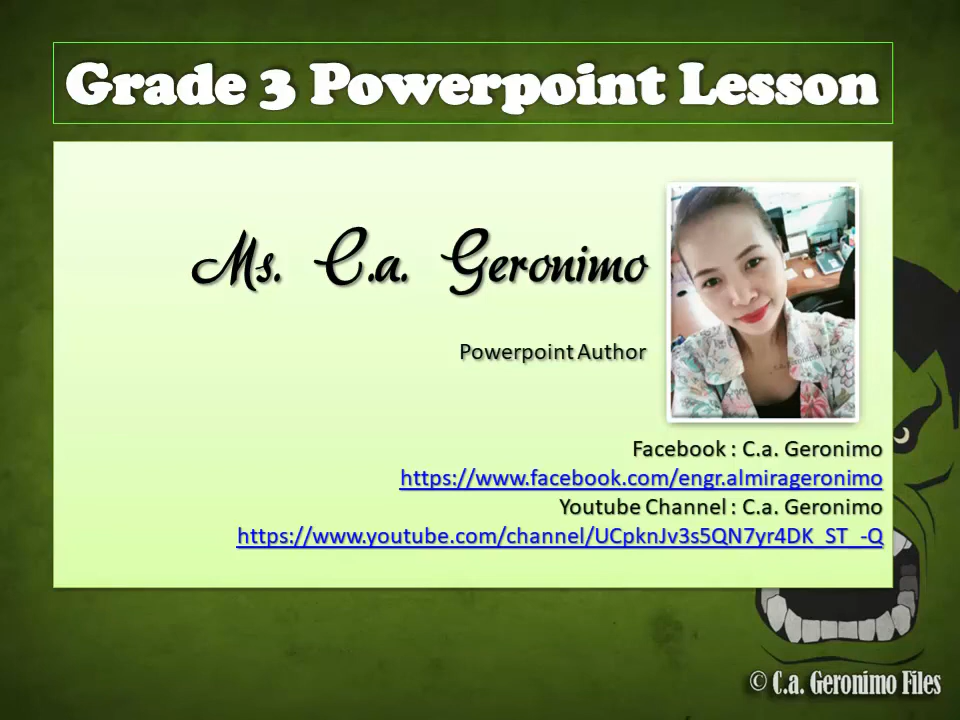 Grade 3 Powerpoint Lesson
Ms. C.a. Geronimo
Powerpoint Author
Facebook : C.a. Geronimo
https://www.facebook.com/engr.almirageronimo
Youtube Channel : C.a. Geronimo
https://www.youtube.com/channel/UCpknJv3s5QN7yr4DK_ST_-Q
© C.a. Geronimo Files